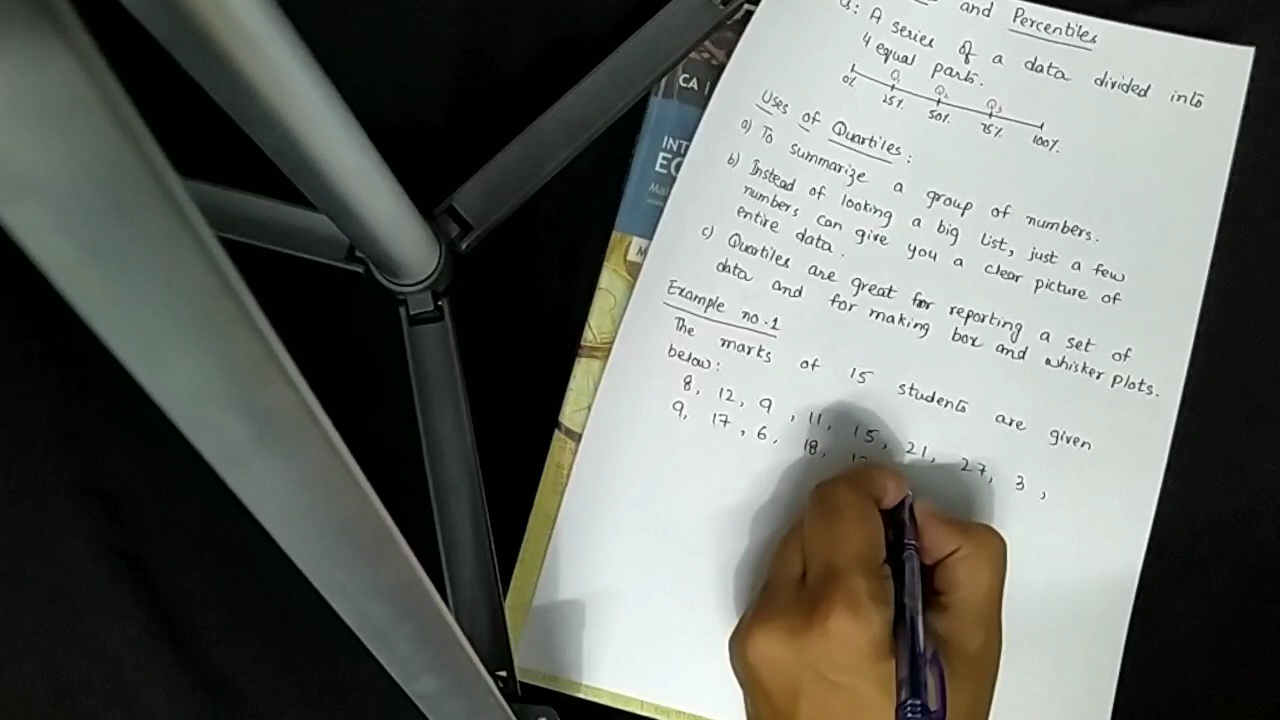 and Percentiles
Q: A series of a data divided into
4 equal parts.
Q1 Q2 Q3
0% 25% 50% 75% 100%
Uses of Quartiles:
a) To summarize a group of numbers.
b) Instead of looking a big list, just a few
numbers can give you a clear picture of
entire data.
c) Quartiles are great for reporting a set of
data and for making box and whisker plots.
Example no.1
The marks of 15 students are given
below:
8, 12, 9, 11, 15, 21, 27, 3,
9, 17, 6, 18,
CA
INT